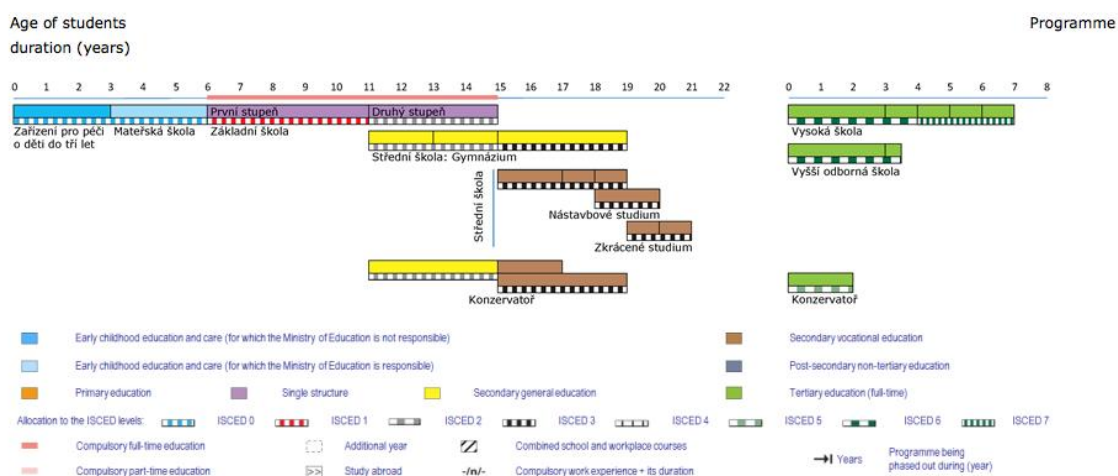 Age of students
Programme
duration (years)
0 1 2 3 4 5 6 7 8 9 10 11 12 13 14 15 16 17 18 19 20 21 22
0 1 2 3 4 5 6 7 8
První stupeň
Druhý stupeň
Zařizení pro péči
o děti do tří let
Mateřská škola
Základní škola
Vysoká škola
Střední škola: Gymnázium
Vyšší odborná škola
Střední škola
Nástavbové studium
Zkrácené studium
Konzervatoř
Konzervatoř
Early childhood education and care (for which the Ministry of Education is not responsible)
Secondary vocational education
Early childhood education and care (for which the Ministry of Education is responsible)
Post-secondary non-tertiary education
Primary education
Single structure
Secondary general education
Tertiary education (full-time)
Allocation to the ISCED levels: ISCED 0 ISCED 1 ISCED 2 ISCED 3 ISCED 4 ISCED 5 ISCED 6 ISCED 7
Compulsory full-time education
Additional year
Combined school and workplace courses
Programme being
Years
phased out during (year)
Compulsory part-time education
>> Study abroad
-/n/- Compulsory work experience + its duration